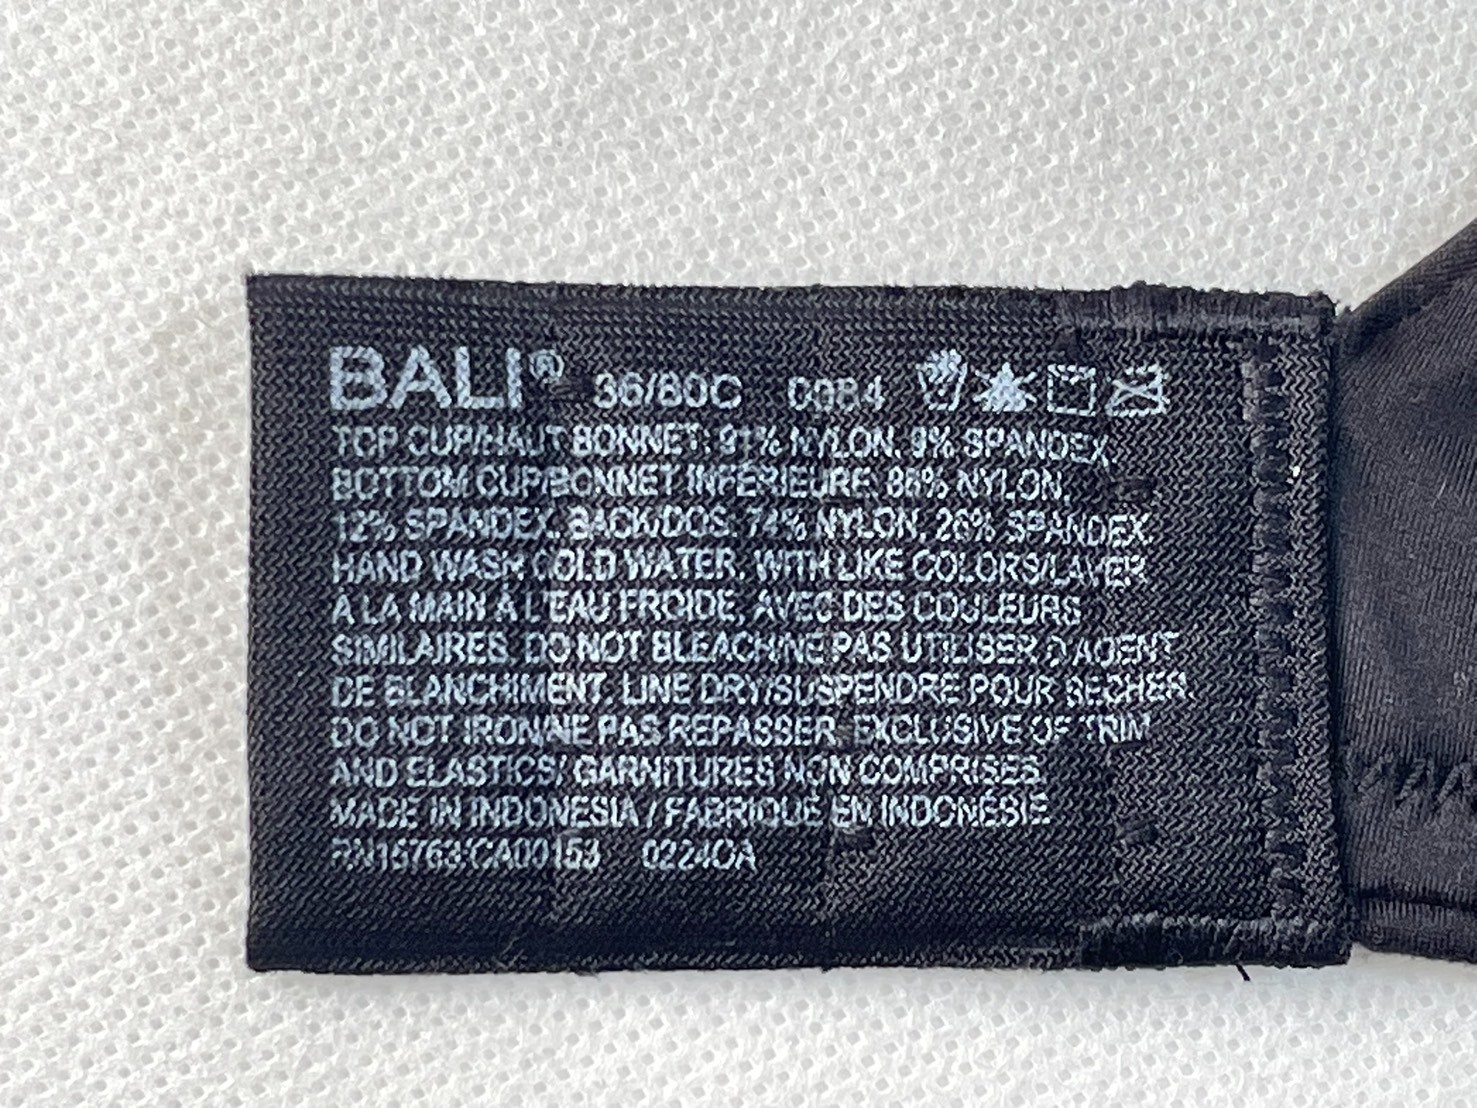 BALI® 36/80C 0084
TOP CUP/HAUT BONNET: 91% NYLON, 9% SPANDEX,
BOTTOM CUP/BONNET INFÉRIEURE: 88% NYLON,
12% SPANDEX, BACK/DOS: 74% NYLON, 26% SPANDEX.
HAND WASH COLD WATER, WITH LIKE COLORS/LAVER
À LA MAIN À L'EAU FROIDE, AVEC DES COULEURS
SIMILAIRES. DO NOT BLEACH/NE PAS UTILISER D'AGENT
DE BLANCHIMENT. LINE DRY/SUSPENDRE POUR SECHER.
DO NOT IRON/NE PAS REPASSER. EXCLUSIVE OF TRIM
AND ELASTICS/ GARNITURES NON COMPRISES.
MADE IN INDONESIA / FABRIQUÉ EN INDONÉSIE
RN15763/CA00153 0224OA